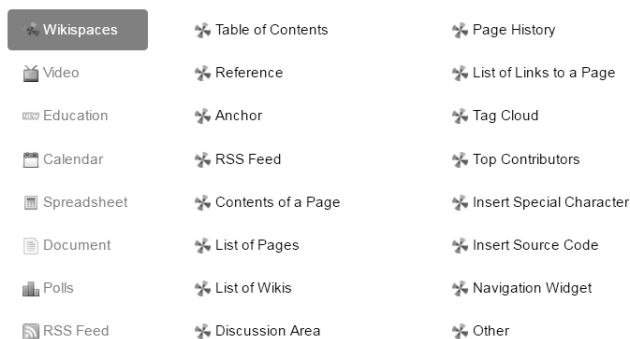 Wikispaces
Video
Education
Calendar
Spreadsheet
Document
Polls
RSS Feed
Table of Contents
Reference
Anchor
RSS Feed
Contents of a Page
List of Pages
List of Wikis
Discussion Area
Page History
List of Links to a Page
Tag Cloud
Top Contributors
Insert Special Character
Insert Source Code
Navigation Widget
Other